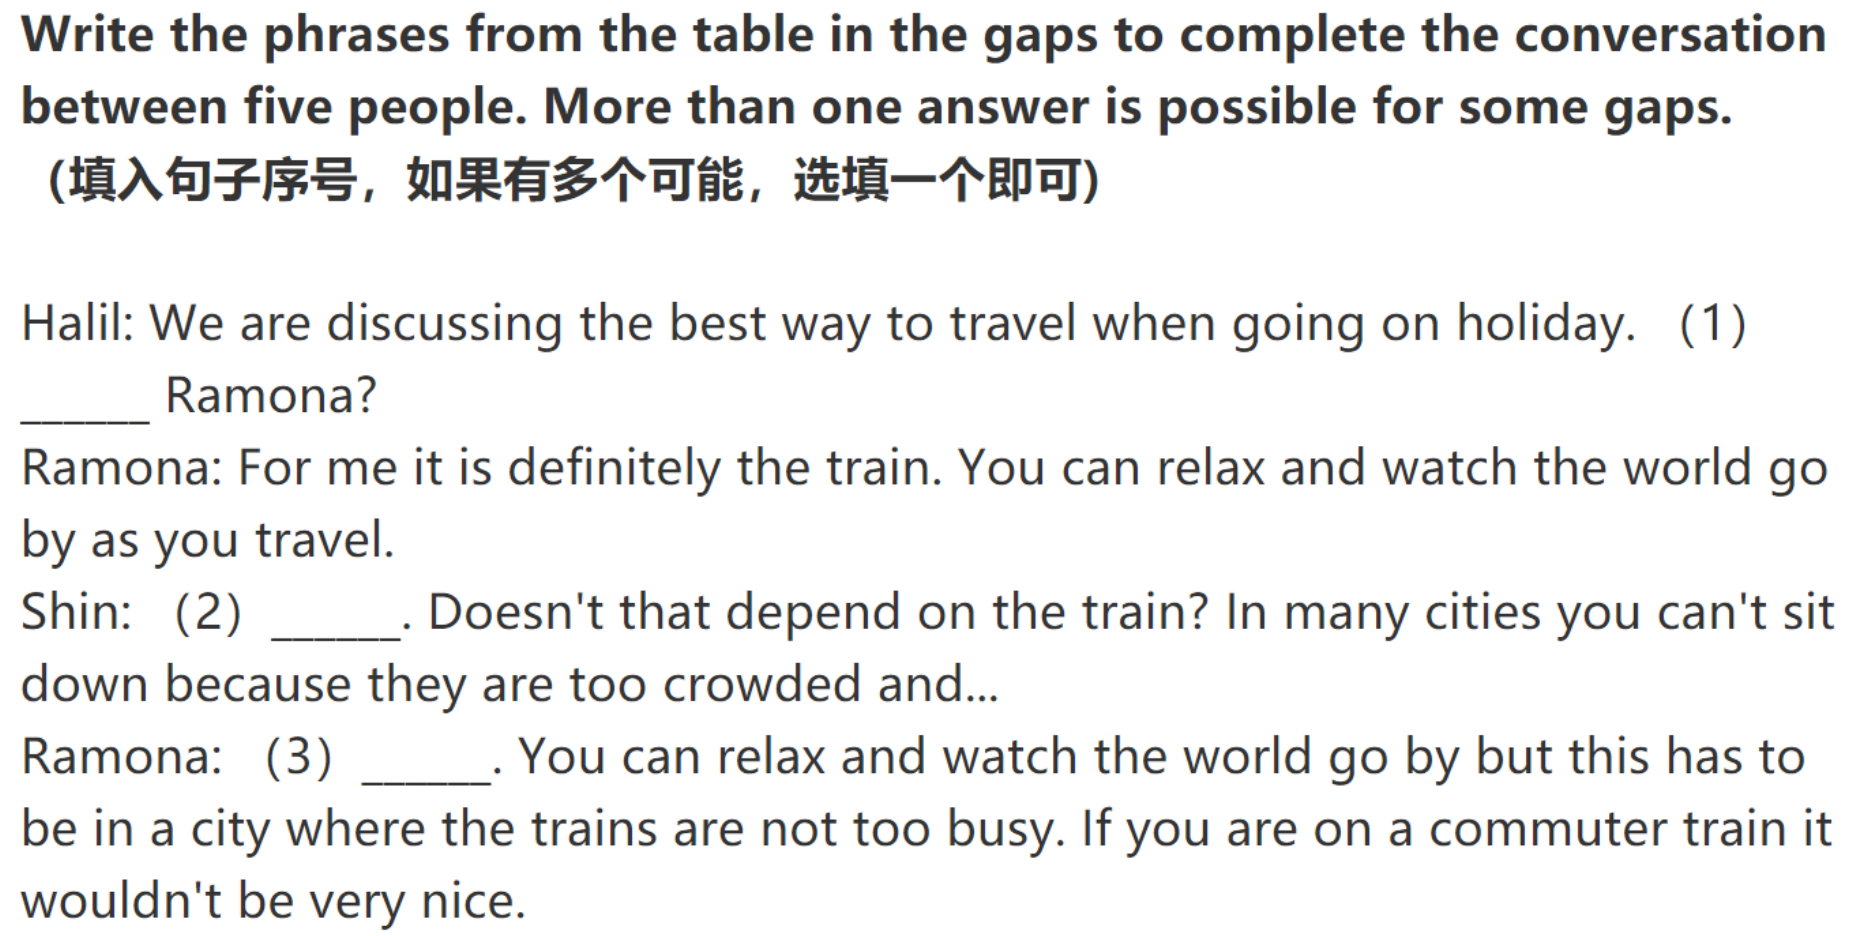 Write the phrases from the table in the gaps to complete the conversation
between five people. More than one answer is possible for some gaps.
（填入句子序号，如果有多个可能，选填一个即可)
Halil: We are discussing the best way to travel when going on holiday. （1）
______ Ramona?
Ramona: For me it is definitely the train. You can relax and watch the world go
by as you travel.
Shin: （2）______. Doesn't that depend on the train? In many cities you can't sit
down because they are too crowded and...
Ramona: （3）______. You can relax and watch the world go by but this has to
be in a city where the trains are not too busy. If you are on a commuter train it
wouldn't be very nice.